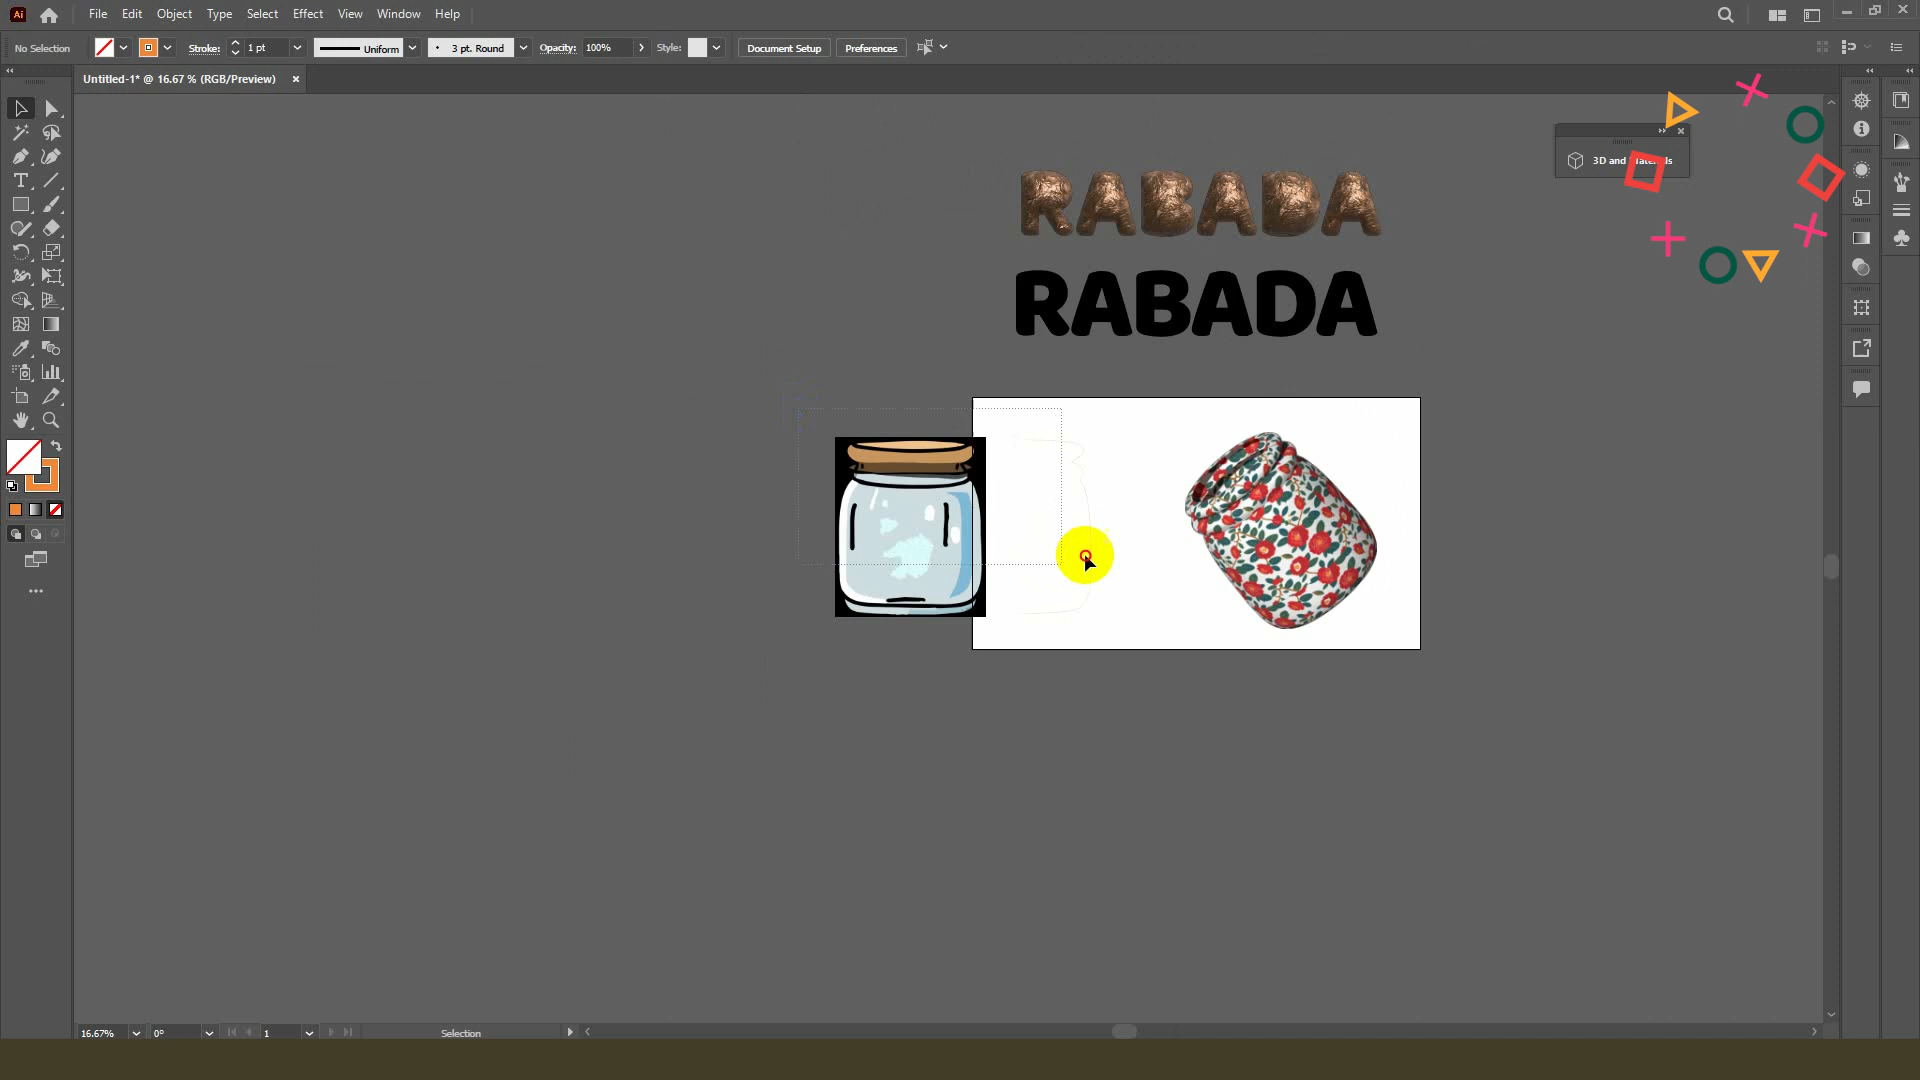 Ai File Edit Object Type Select Effect View Window Help
No Selection Stroke: 1 pt Uniform 3 pt. Round Opacity: 100% Style: Document Setup Preferences
Untitled-1* @ 16.67 % (RGB/Preview)
RABADA
RABADA
16.67% 0° 1 Selection